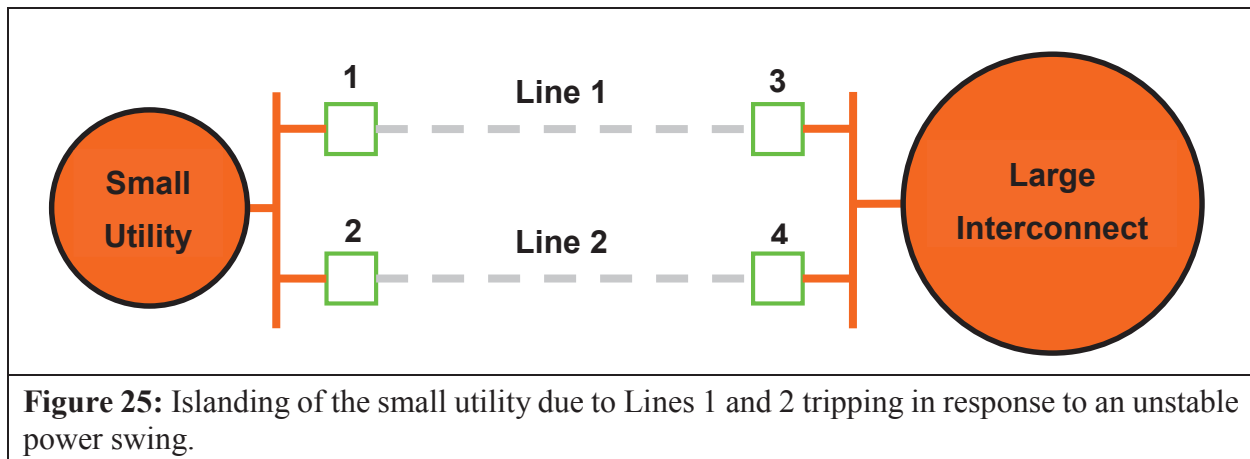 1
Line 1
3
Small
Utility
Large
Interconnect
2
Line 2
4
Figure 25: Islanding of the small utility due to Lines 1 and 2 tripping in response to an unstable
power swing.